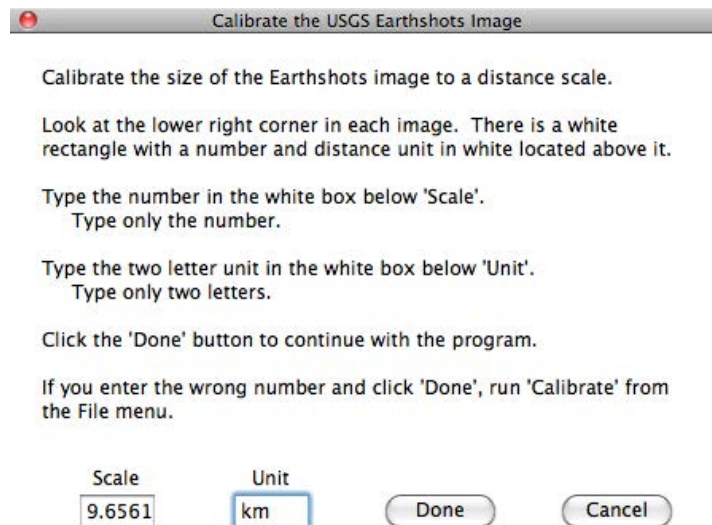 Calibrate the USGS Earthshots Image
Calibrate the size of the Earthshots image to a distance scale.
Look at the lower right corner in each image. There is a white
rectangle with a number and distance unit in white located above it.
Type the number in the white box below 'Scale'.
Type only the number.
Type the two letter unit in the white box below 'Unit'.
Type only two letters.
Click the 'Done' button to continue with the program.
If you enter the wrong number and click 'Done', run 'Calibrate' from
the File menu.
Scale Unit
9.6561 km Done Cancel